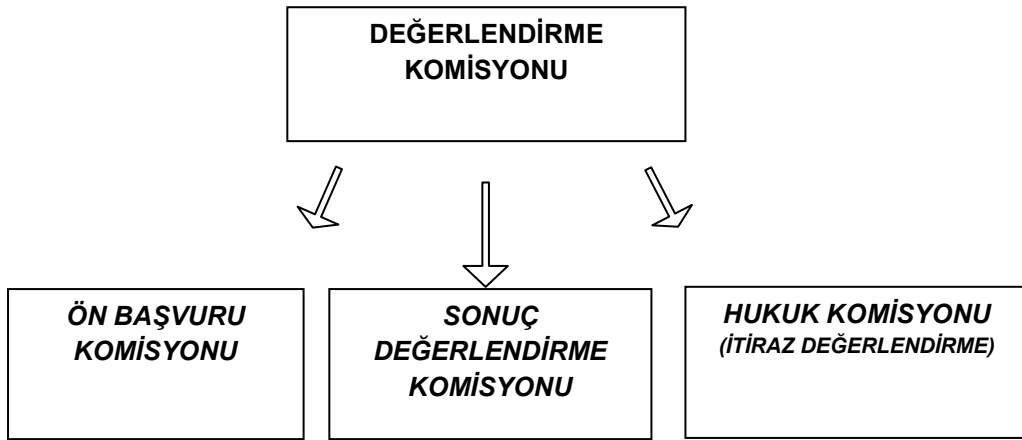 DEĞERLENDİRME
KOMİSYONU
ÖN BAŞVURU
KOMİSYONU
SONUÇ
DEĞERLENDİRME
KOMİSYONU
HUKUK KOMİSYONU
(İTİRAZ DEĞERLENDİRME)